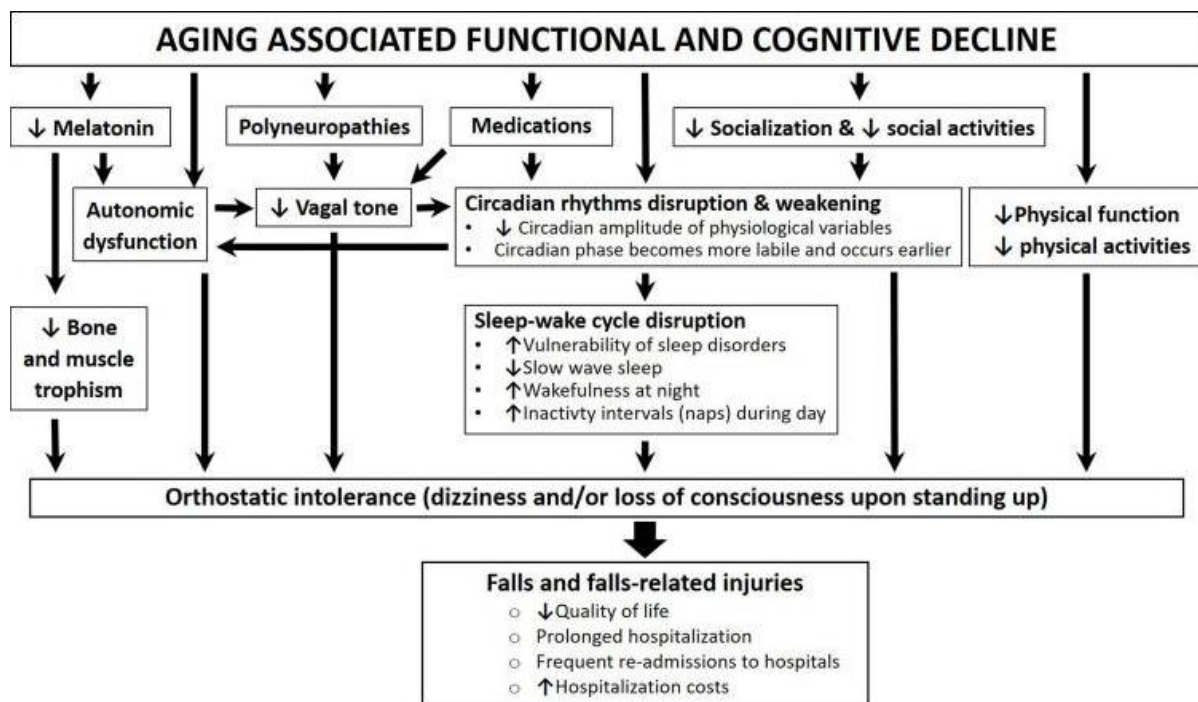 AGING ASSOCIATED FUNCTIONAL AND COGNITIVE DECLINE
↓ Melatonin
Polyneuropathies
Medications
↓ Socialization & ↓ social activities
Autonomic
dysfunction
↓ Vagal tone
Circadian rhythms disruption & weakening
• ↓ Circadian amplitude of physiological variables
• Circadian phase becomes more labile and occurs earlier
↓Physical function
↓ physical activities
↓ Bone
and muscle
trophism
Sleep-wake cycle disruption
• ↑Vulnerability of sleep disorders
• ↓Slow wave sleep
• ↑Wakefulness at night
• ↑Inactivty intervals (naps) during day
Orthostatic intolerance (dizziness and/or loss of consciousness upon standing up)
Falls and falls-related injuries
○ ↓Quality of life
○ Prolonged hospitalization
○ Frequent re-admissions to hospitals
○ ↑Hospitalization costs